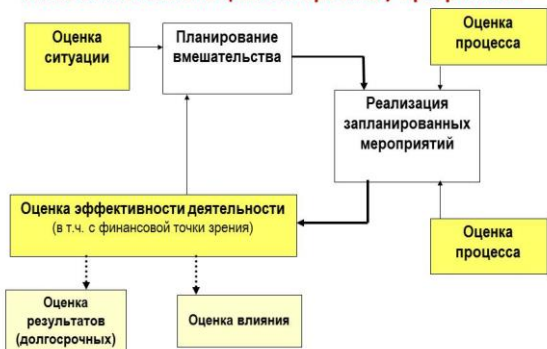 Оценка
ситуации
Планирование
вмешательства
Оценка
процесса
Реализация
запланированных
мероприятий
Оценка эффективности деятельности
(в т.ч. с финансовой точки зрения)
Оценка
процесса
Оценка
результатов
(долгосрочных)
Оценка влияния